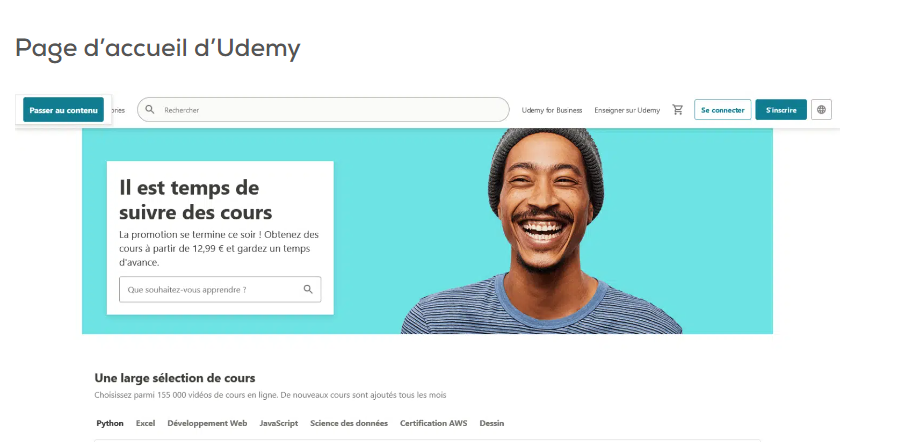 Page d’accueil d’Udemy
Passer au contenu
ories
Rechercher
Udemy for Business
Enseigner sur Udemy
Se connecter
S'inscrire
Il est temps de
suivre des cours
La promotion se termine ce soir ! Obtenez des
cours à partir de 12,99 € et gardez un temps
d'avance.
Que souhaitez-vous apprendre ?
Une large sélection de cours
Choisissez parmi 155 000 vidéos de cours en ligne. De nouveaux cours sont ajoutés tous les mois
Python Excel Développement Web JavaScript Science des données Certification AWS Dessin